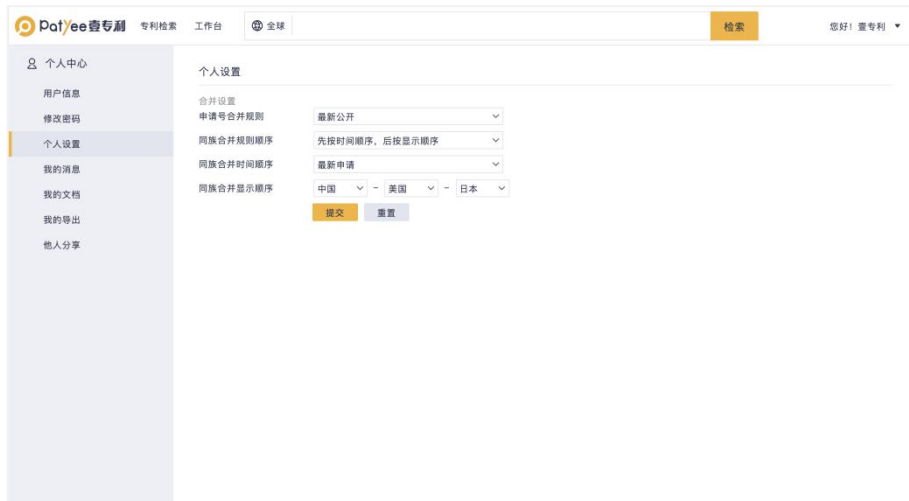 Patyee壹专利 专利检索 工作台 全球 检索 您好！壹专利
个人中心
用户信息
修改密码
个人设置
我的消息
我的文档
我的导出
他人分享
个人设置
合并设置
申请号合并规则 最新公开
同族合并规则顺序 先按时间顺序，后按显示顺序
同族合并时间顺序 最新申请
同族合并显示顺序 中国 - 美国 - 日本
提交 重置